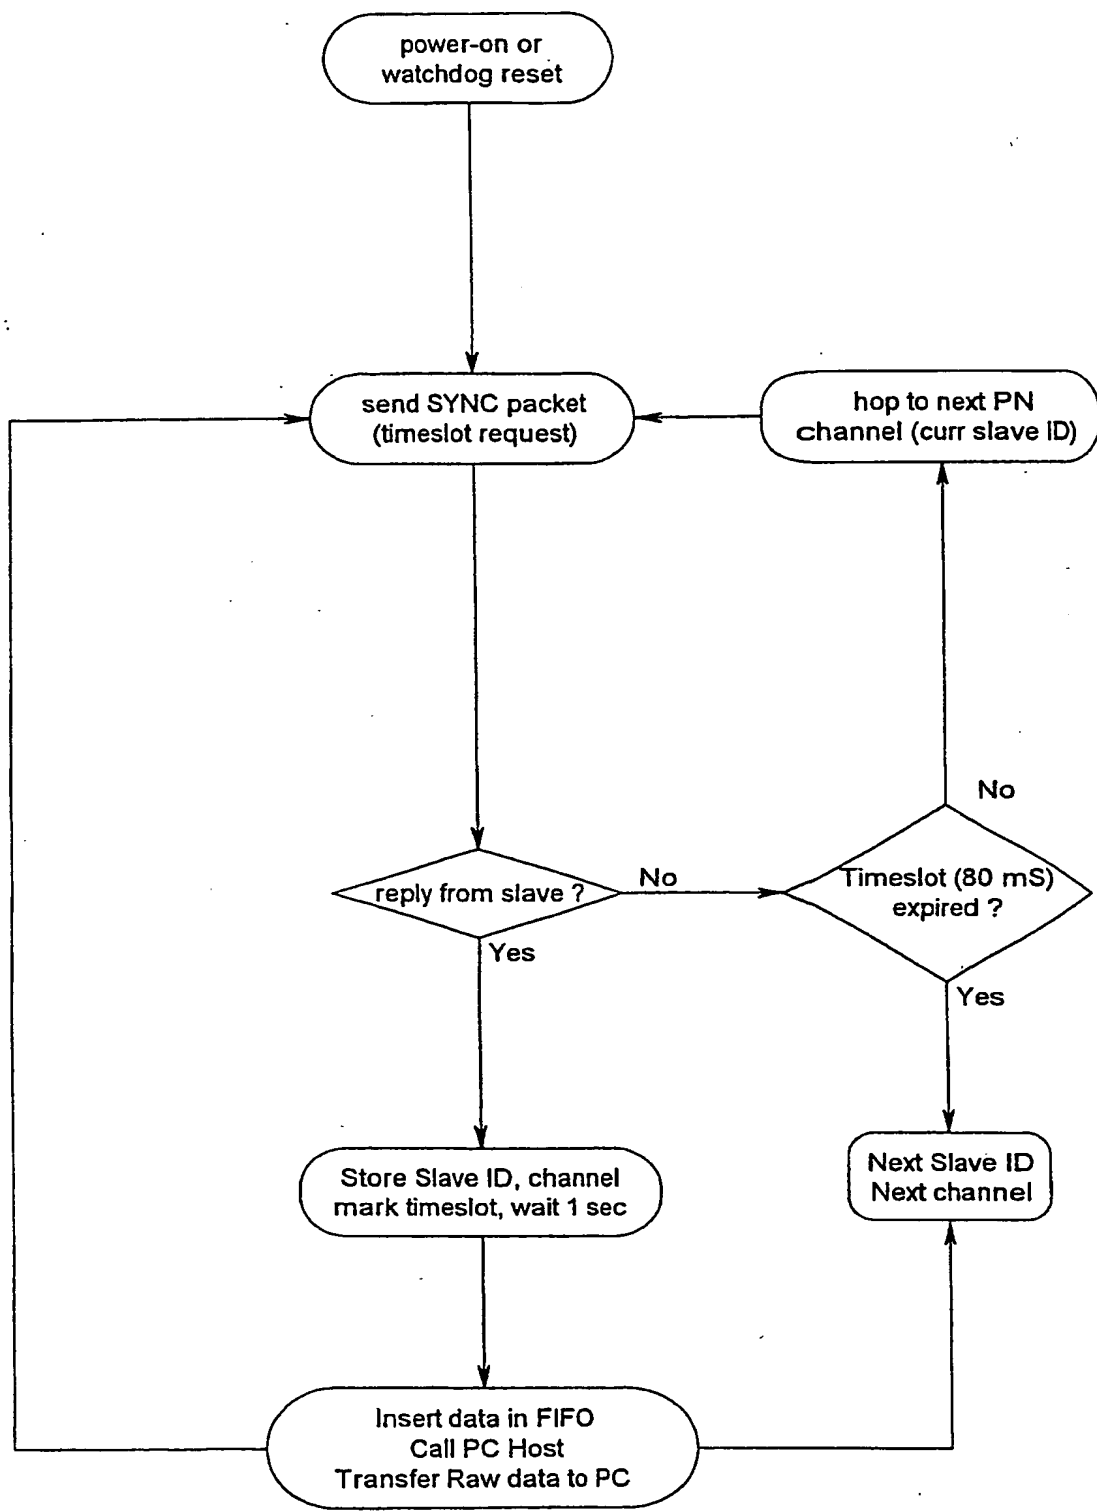 power-on or
watchdog reset
send SYNC packet
(timeslot request)
hop to next PN
channel (curr slave ID)
No
reply from slave ?
No
Timeslot (80 mS)
expired ?
Yes
Yes
Store Slave ID, channel
mark timeslot, wait 1 sec
Next Slave ID
Next channel
Insert data in FIFO
Call PC Host
Transfer Raw data to PC